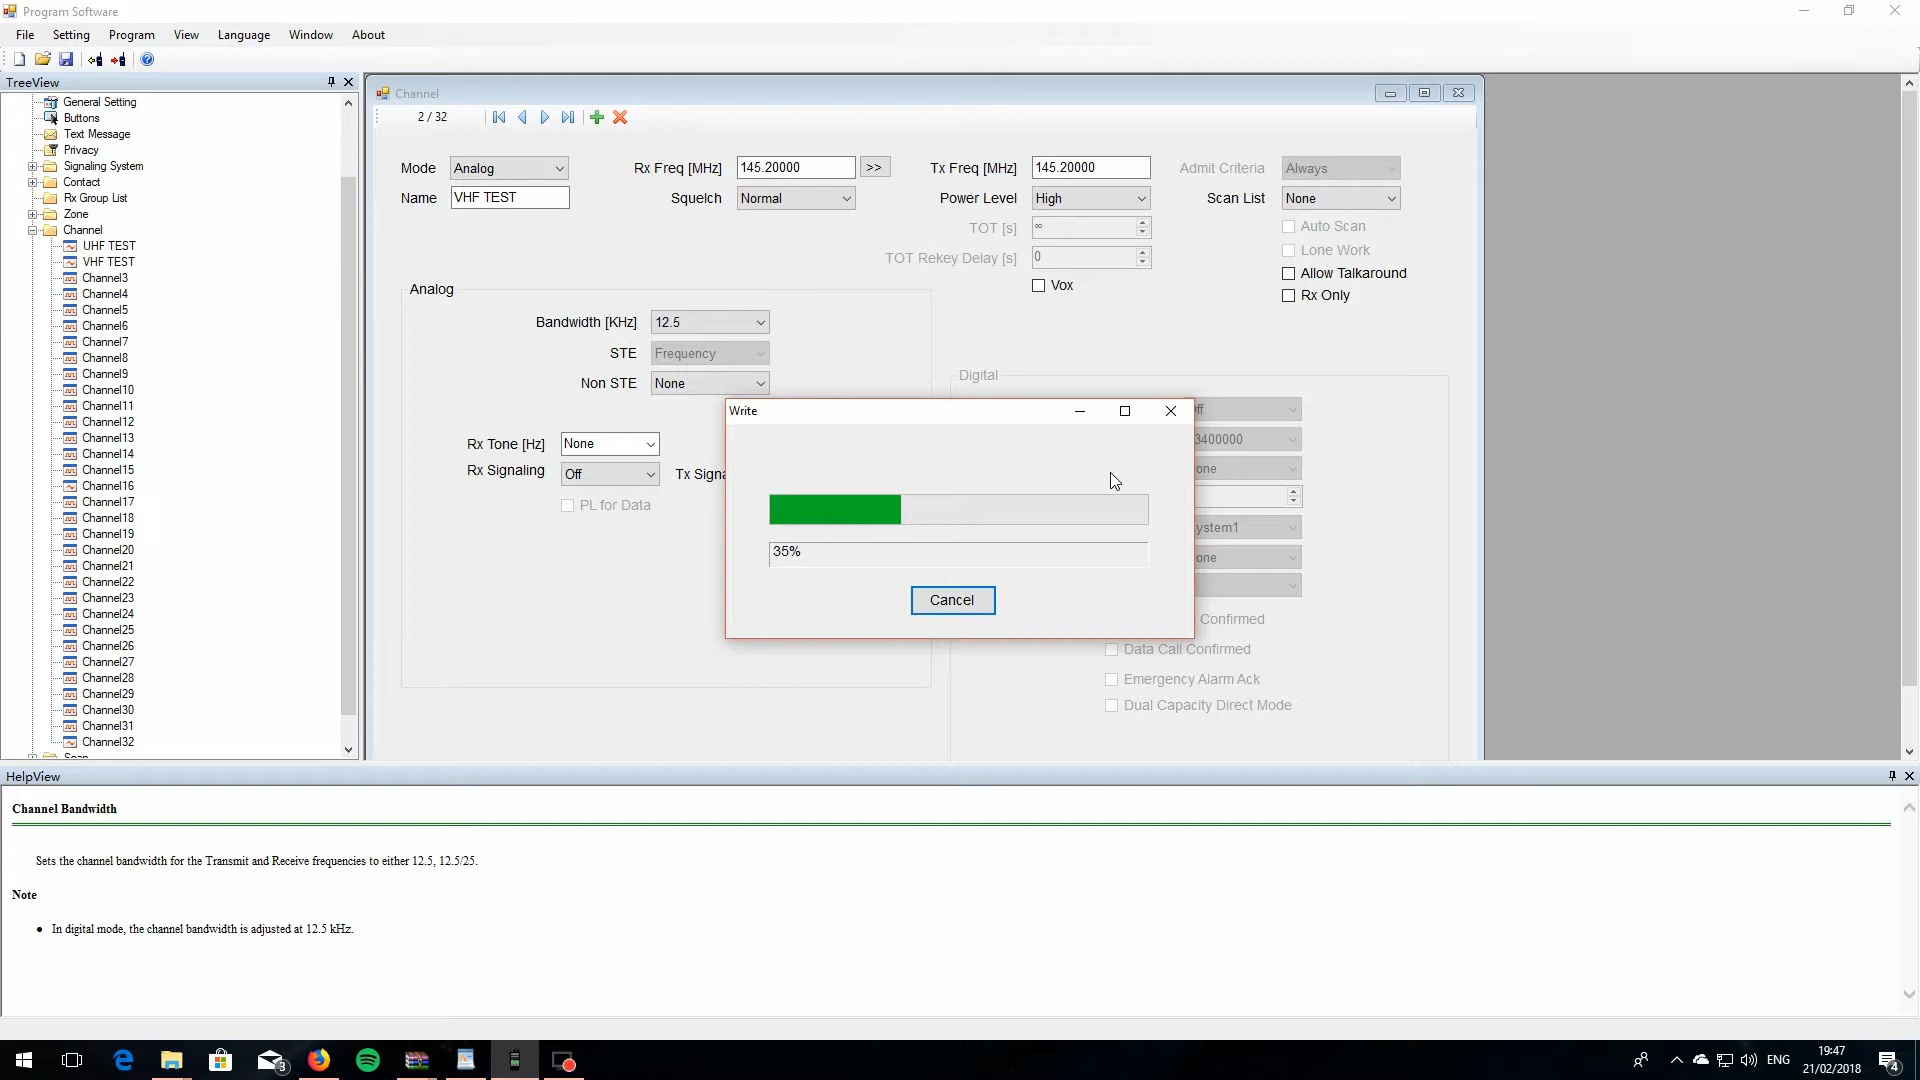 Program Software
File Setting Program View Language Window About
TreeView
General Setting
Buttons
Text Message
Privacy
Signaling System
Contact
Rx Group List
Zone
Channel
UHF TEST
VHF TEST
Channel3
Channel4
Channel5
Channel6
Channel7
Channel8
Channel9
Channel10
Channel11
Channel12
Channel13
Channel14
Channel15
Channel16
Channel17
Channel18
Channel19
Channel20
Channel21
Channel22
Channel23
Channel24
Channel25
Channel26
Channel27
Channel28
Channel29
Channel30
Channel31
Channel32
Channel
2 / 32
Mode Analog Rx Freq [MHz] 145.20000 >> Tx Freq [MHz] 145.20000 Admit Criteria Always
Name VHF TEST Squelch Normal Power Level High Scan List None
TOT [s] ∞ Auto Scan
Lone Work
TOT Rekey Delay [s] 0
Allow Talkaround
Vox
Rx Only
Analog
Bandwidth [KHz] 12.5
STE Frequency
Non STE None
Rx Tone [Hz] None
Rx Signaling Off Tx Signa
PL for Data
Digital
ff
3400000
one
ystem1
one
Confirmed
Data Call Confirmed
Emergency Alarm Ack
Dual Capacity Direct Mode
Write
35%
Cancel
HelpView
Channel Bandwidth
Sets the channel bandwidth for the Transmit and Receive frequencies to either 12.5, 12.5/25.
Note
● In digital mode, the channel bandwidth is adjusted at 12.5 kHz.
3
ENG
19:47
21/02/2018
4